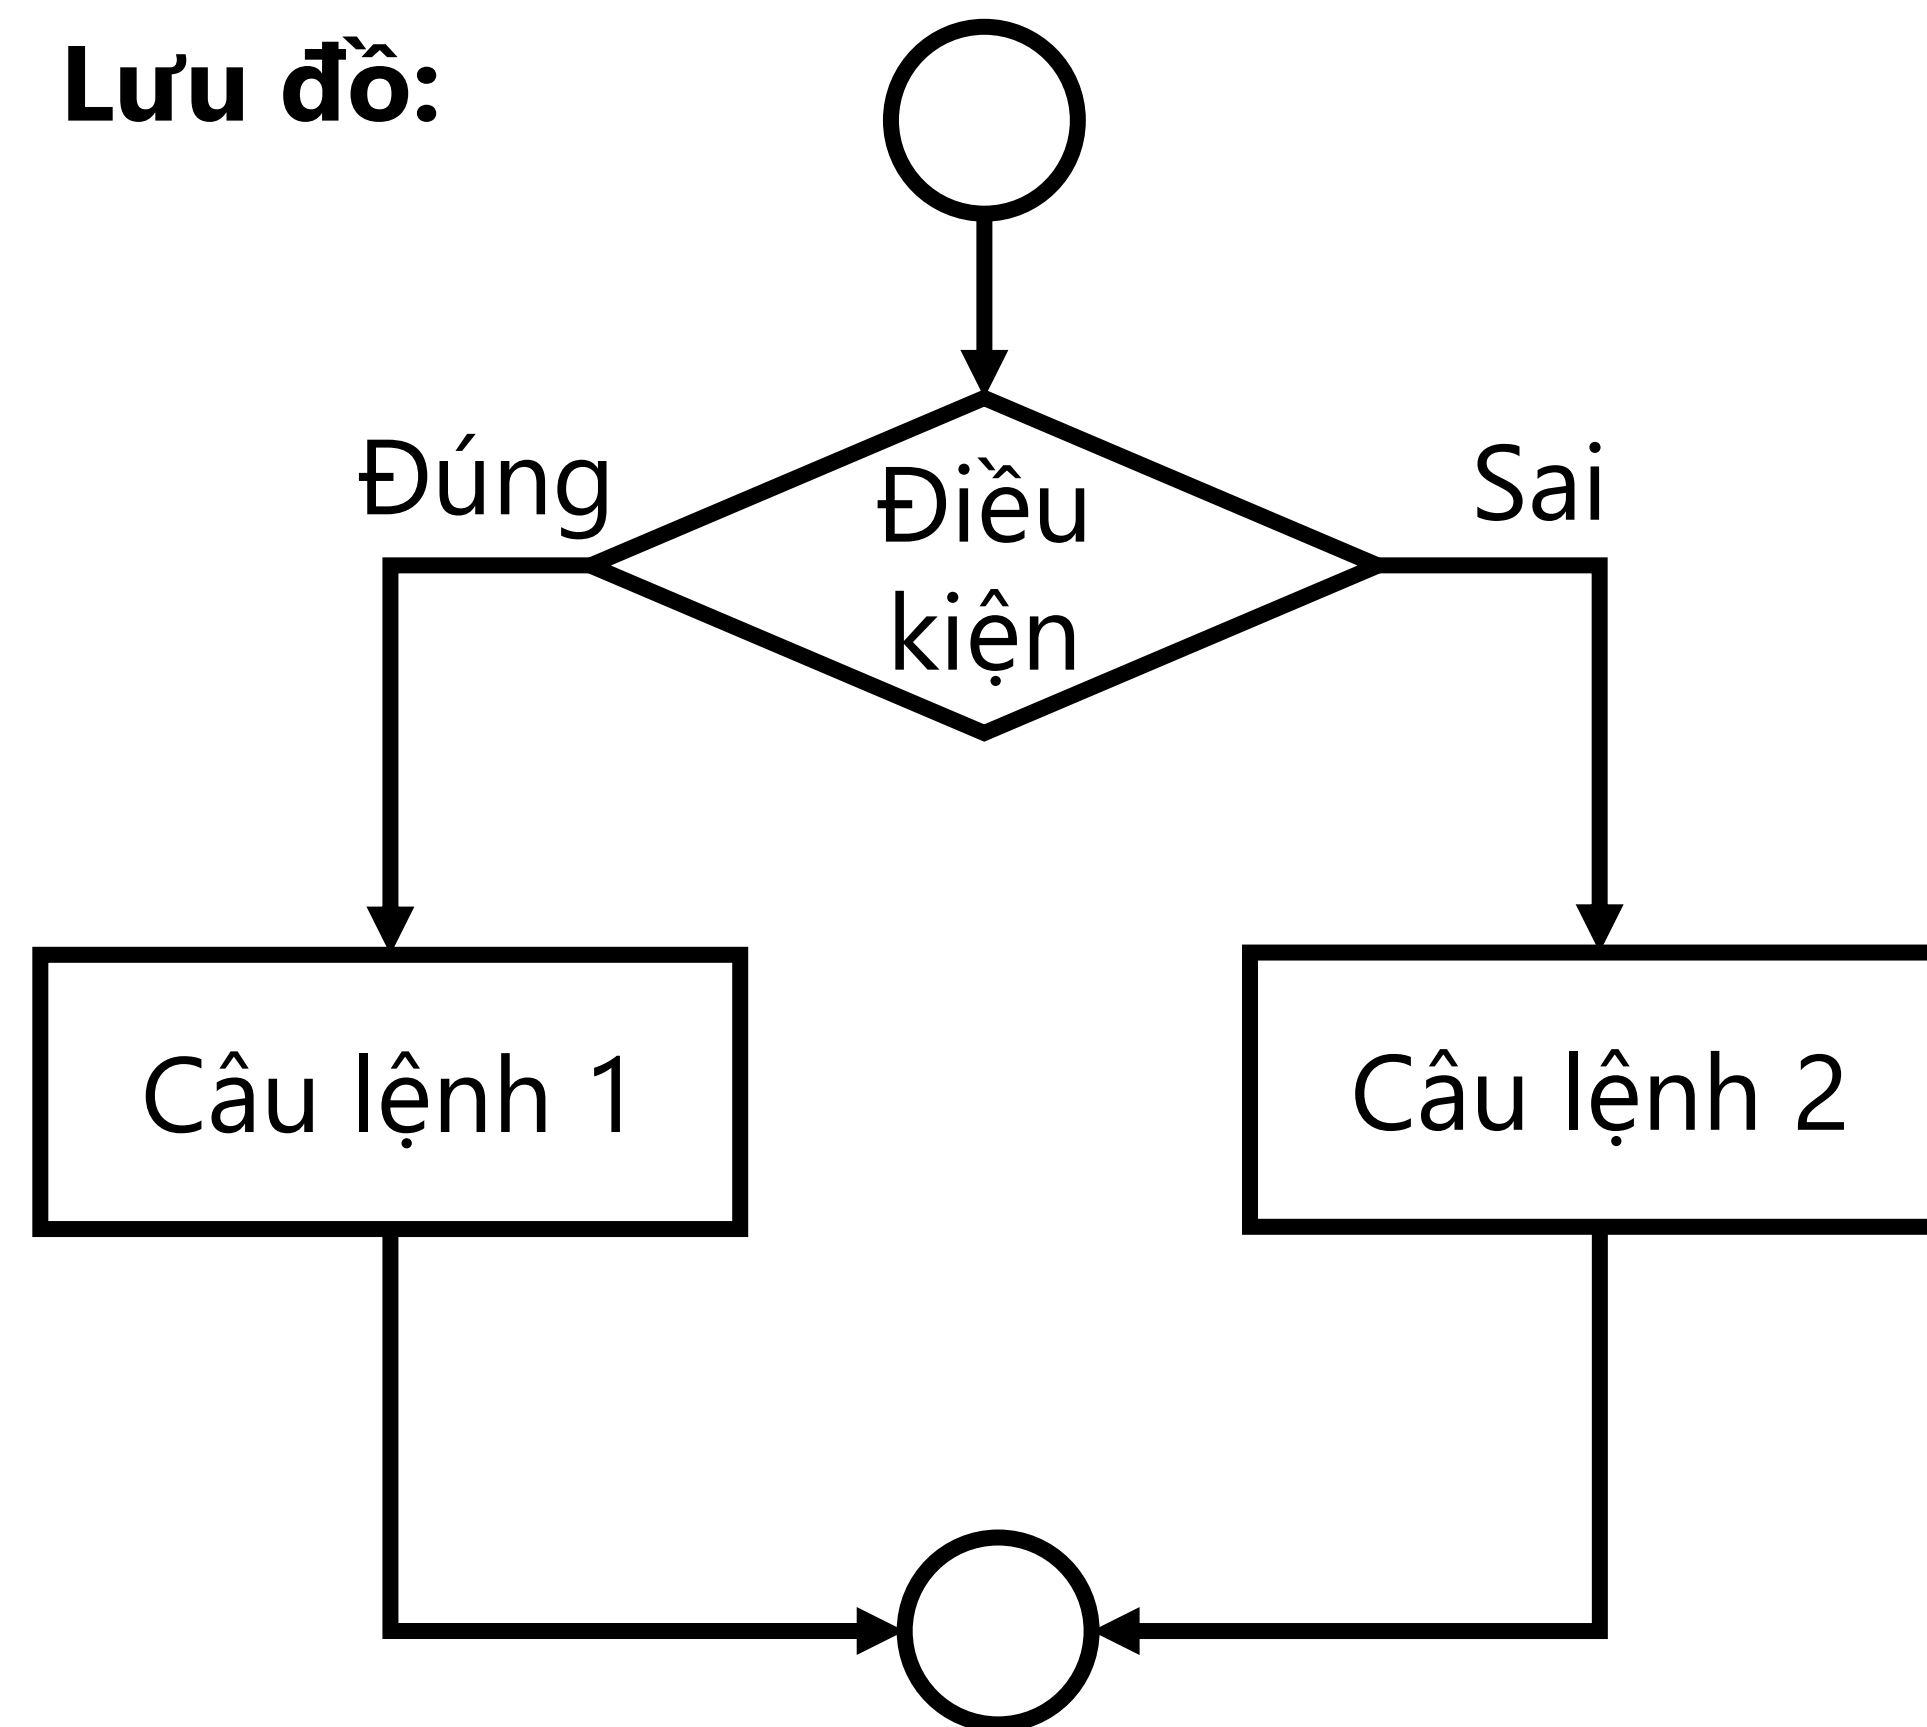 Lưu đồ:
Đúng
Điều
kiện
Sai
Câu lệnh 1
Câu lệnh 2